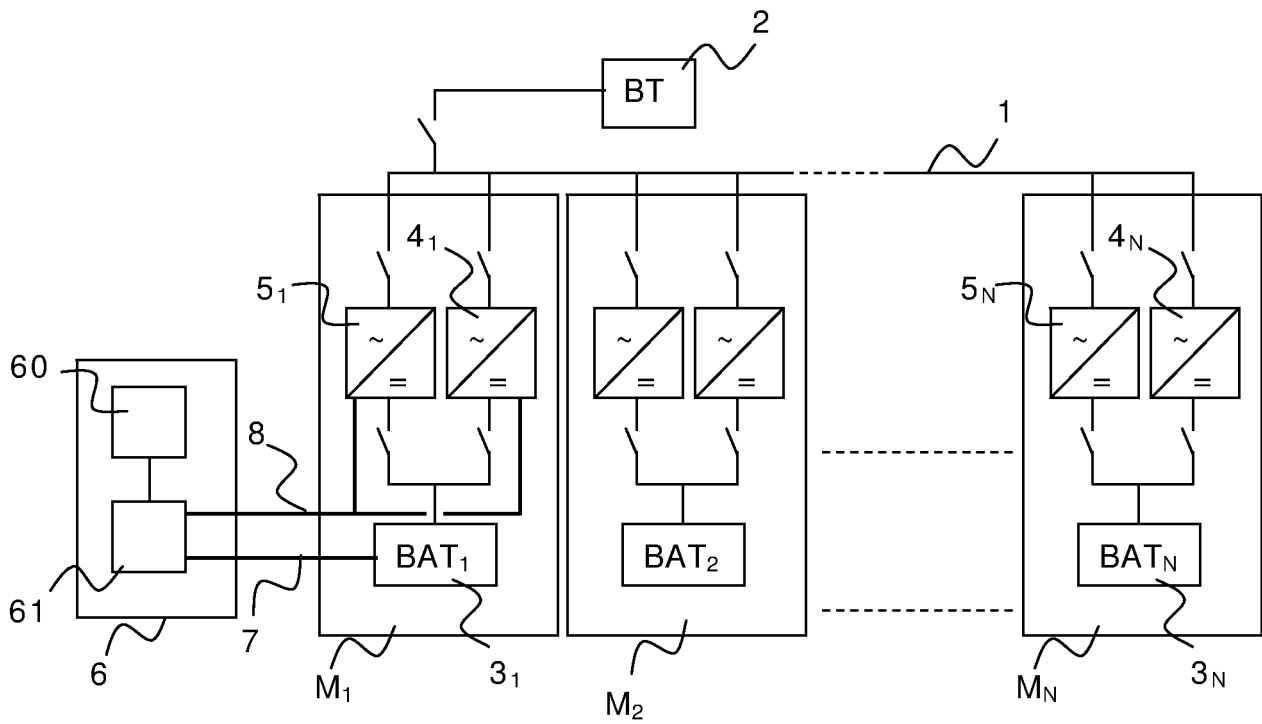 2
BT
1
4₁
4N
5₁
5N
~ ~ ~ ~ ~ ~
= = = = = =
60
8
BAT₁ BAT₂ BATN
61
7
6
M₁ 3₁ M₂ MN 3N